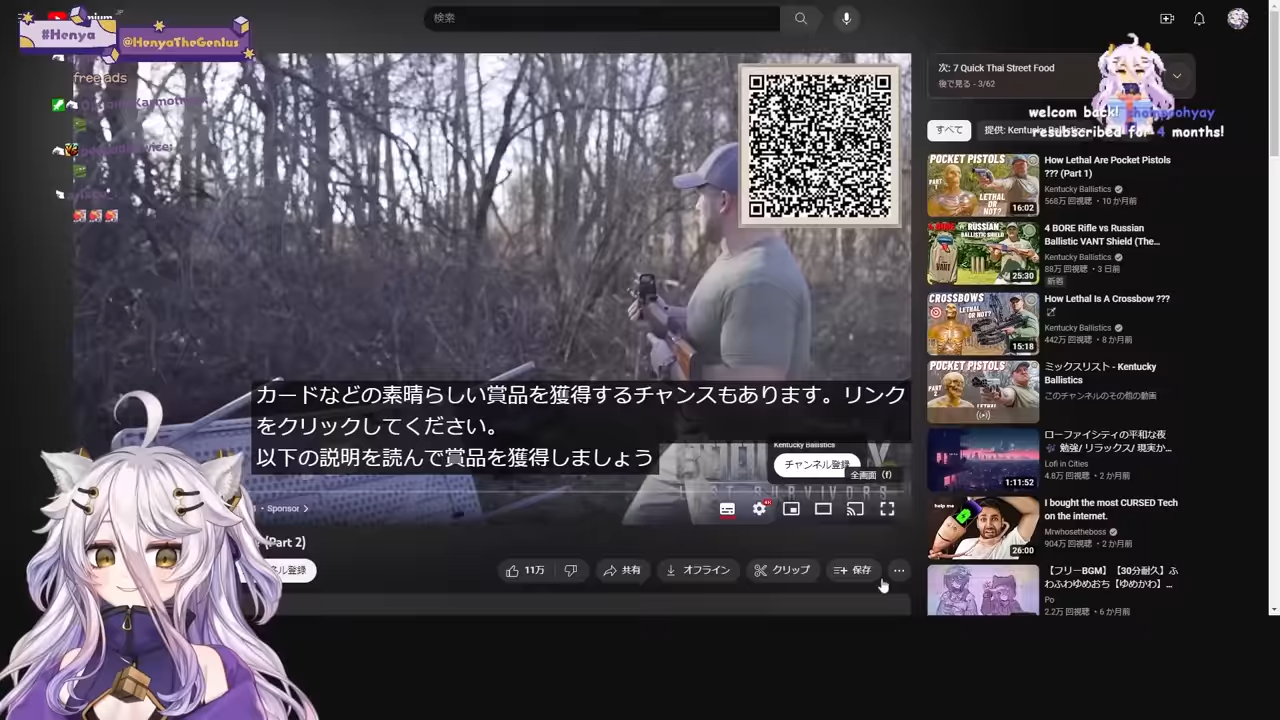 #Henya
@HenyaTheGenius
検索
free ads
welcom back! chonpoohyay
resubscribed for 4 months!
次: 7 Quick Thai Street Food
後で見る - 3/62
すべて
提供: Kentucky Ballistics
POCKET PISTOLS
LETHAL OR NOT?
16:02
How Lethal Are Pocket Pistols
??? (Part 1)
Kentucky Ballistics
568万 回視聴・10 か月前
4 BORE RUSSIAN
BALLISTIC SHIELD
VANT
25:30
4 BORE Rifle vs Russian
Ballistic VANT Shield (The…
Kentucky Ballistics
88万 回視聴・3 日前
新着
CROSSBOWS
LETHAL OR NOT?
15:18
How Lethal Is A Crossbow ???
Kentucky Ballistics
442万 回視聴・8 か月前
POCKET PISTOLS
LETHAL OR NOT?
ミックスリスト - Kentucky
Ballistics
このチャンネルのその他の動画
1:11:52
ローファイシティの平和な夜
勉強/ リラックス/ 現実か…
Lofi in Cities
4.8万 回視聴・2 か月前
help me
26:00
I bought the most CURSED Tech
on the internet.
Mrwhosetheboss
904万 回視聴・2 か月前
【フリーBGM】【30分耐久】ふ
わふわゆめおち【ゆめかわ】…
Po
2.2万 回視聴・6 か月前
カードなどの素晴らしい賞品を獲得するチャンスもあります。リンク
をクリックしてください。
以下の説明を読んで賞品を獲得しましょう
Kentucky Ballistics
チャンネル登録
全画面（f）
・Sponsor
(Part 2)
ル登録
11万
共有
オフライン
クリップ
保存